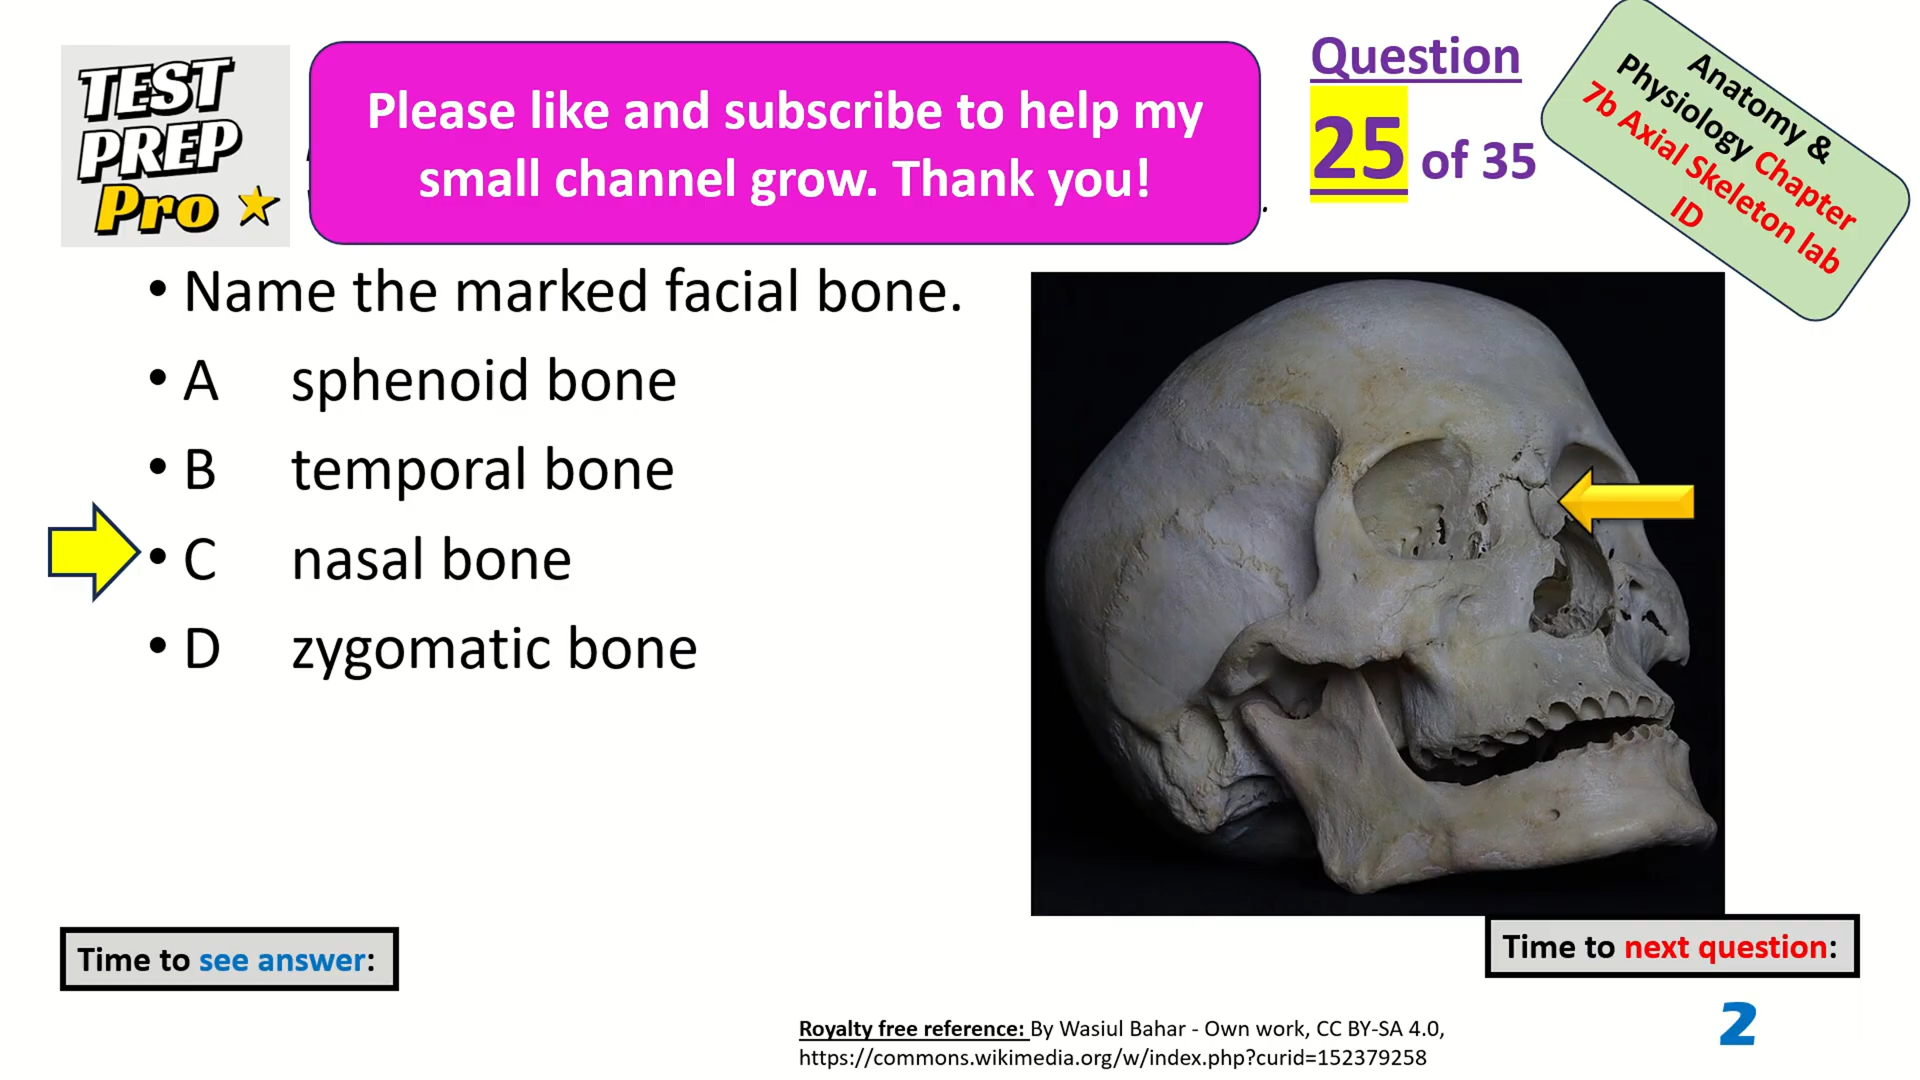 TEST
PREP
Pro
Please like and subscribe to help my
small channel grow. Thank you!
Question
25 of 35
Anatomy &
Physiology Chapter
7b Axial Skeleton lab
ID
• Name the marked facial bone.
• A sphenoid bone
• B temporal bone
• C nasal bone
• D zygomatic bone
Time to see answer:
Time to next question:
2
Royalty free reference: By Wasiul Bahar - Own work, CC BY-SA 4.0,
https://commons.wikimedia.org/w/index.php?curid=152379258